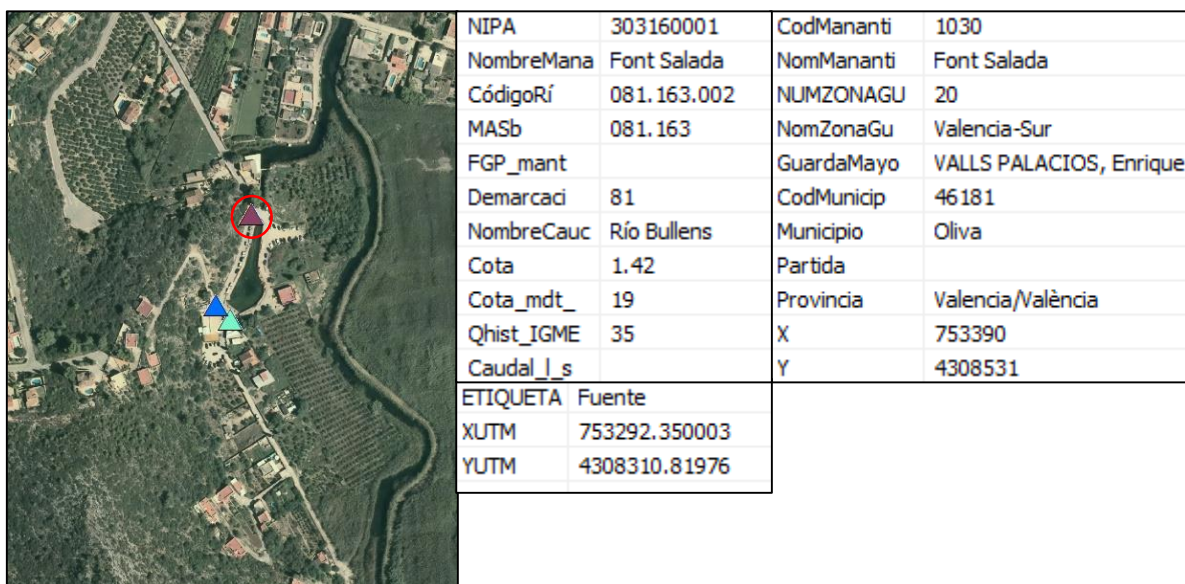 NIPA 303160001 CodMananti 1030
NombreMana Font Salada NomMananti Font Salada
CódigoRí 081.163.002 NUMZONAGU 20
MASb 081.163 NomZonaGu Valencia-Sur
FGP_mant GuardaMayo VALLS PALACIOS, Enrique
Demarcaci 81 CodMunicip 46181
NombreCauc Río Bullens Municipio Oliva
Cota 1.42 Partida
Cota_mdt_ 19 Provincia Valencia/València
Qhist_IGME 35 X 753390
Caudal_l_s Y 4308531
ETIQUETA Fuente
XUTM 753292.350003
YUTM 4308310.81976